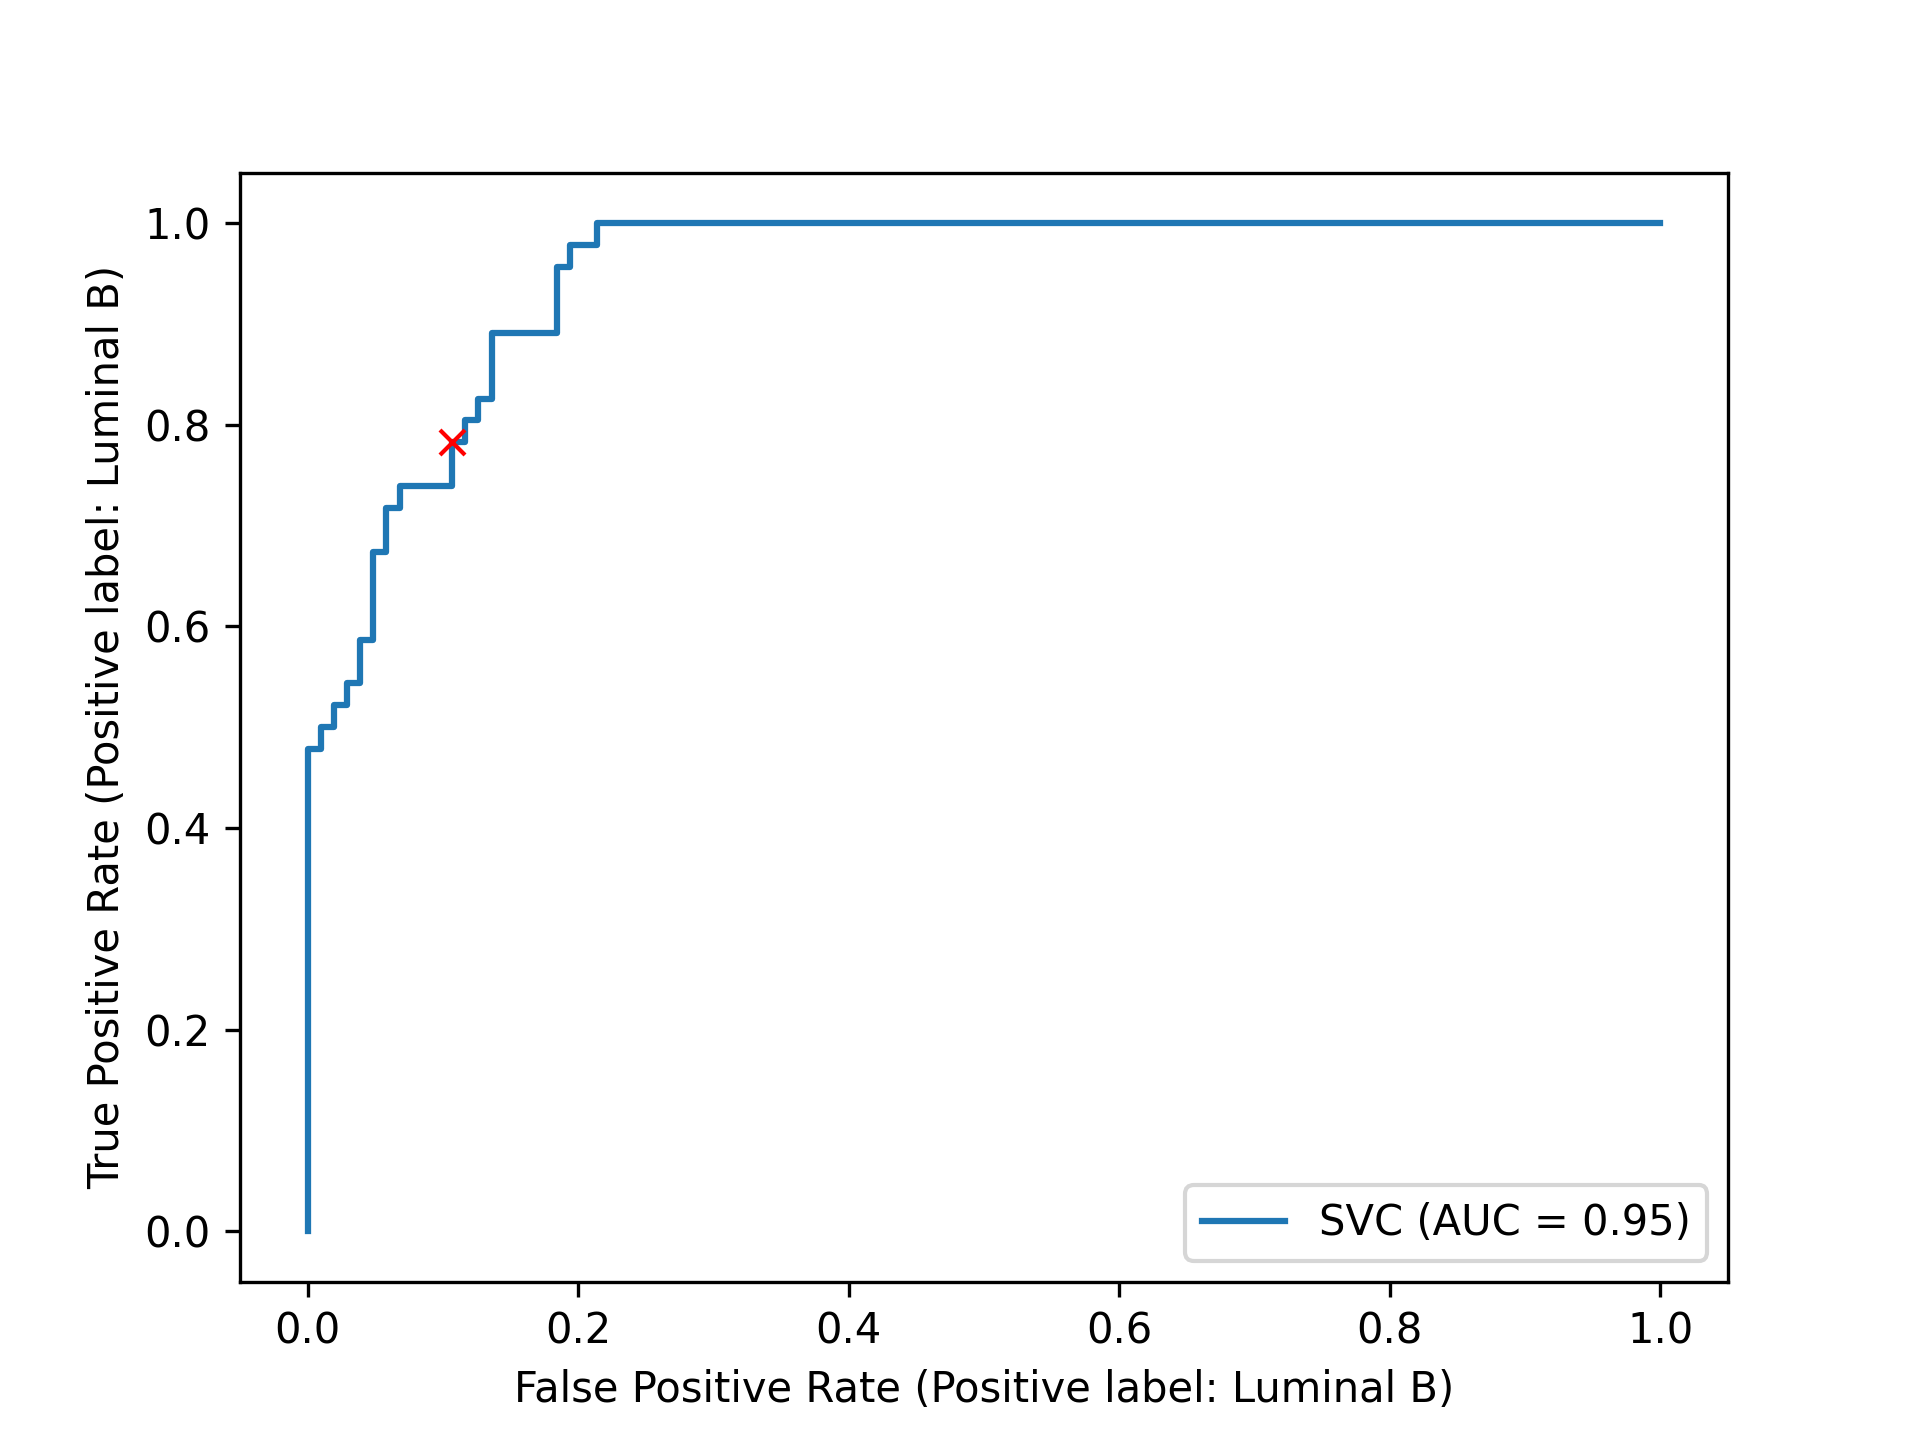 1.0
0.8
0.6
0.4
0.2
0.0
True Positive Rate (Positive label: Luminal B)
SVC (AUC = 0.95)
0.0 0.2 0.4 0.6 0.8 1.0
False Positive Rate (Positive label: Luminal B)